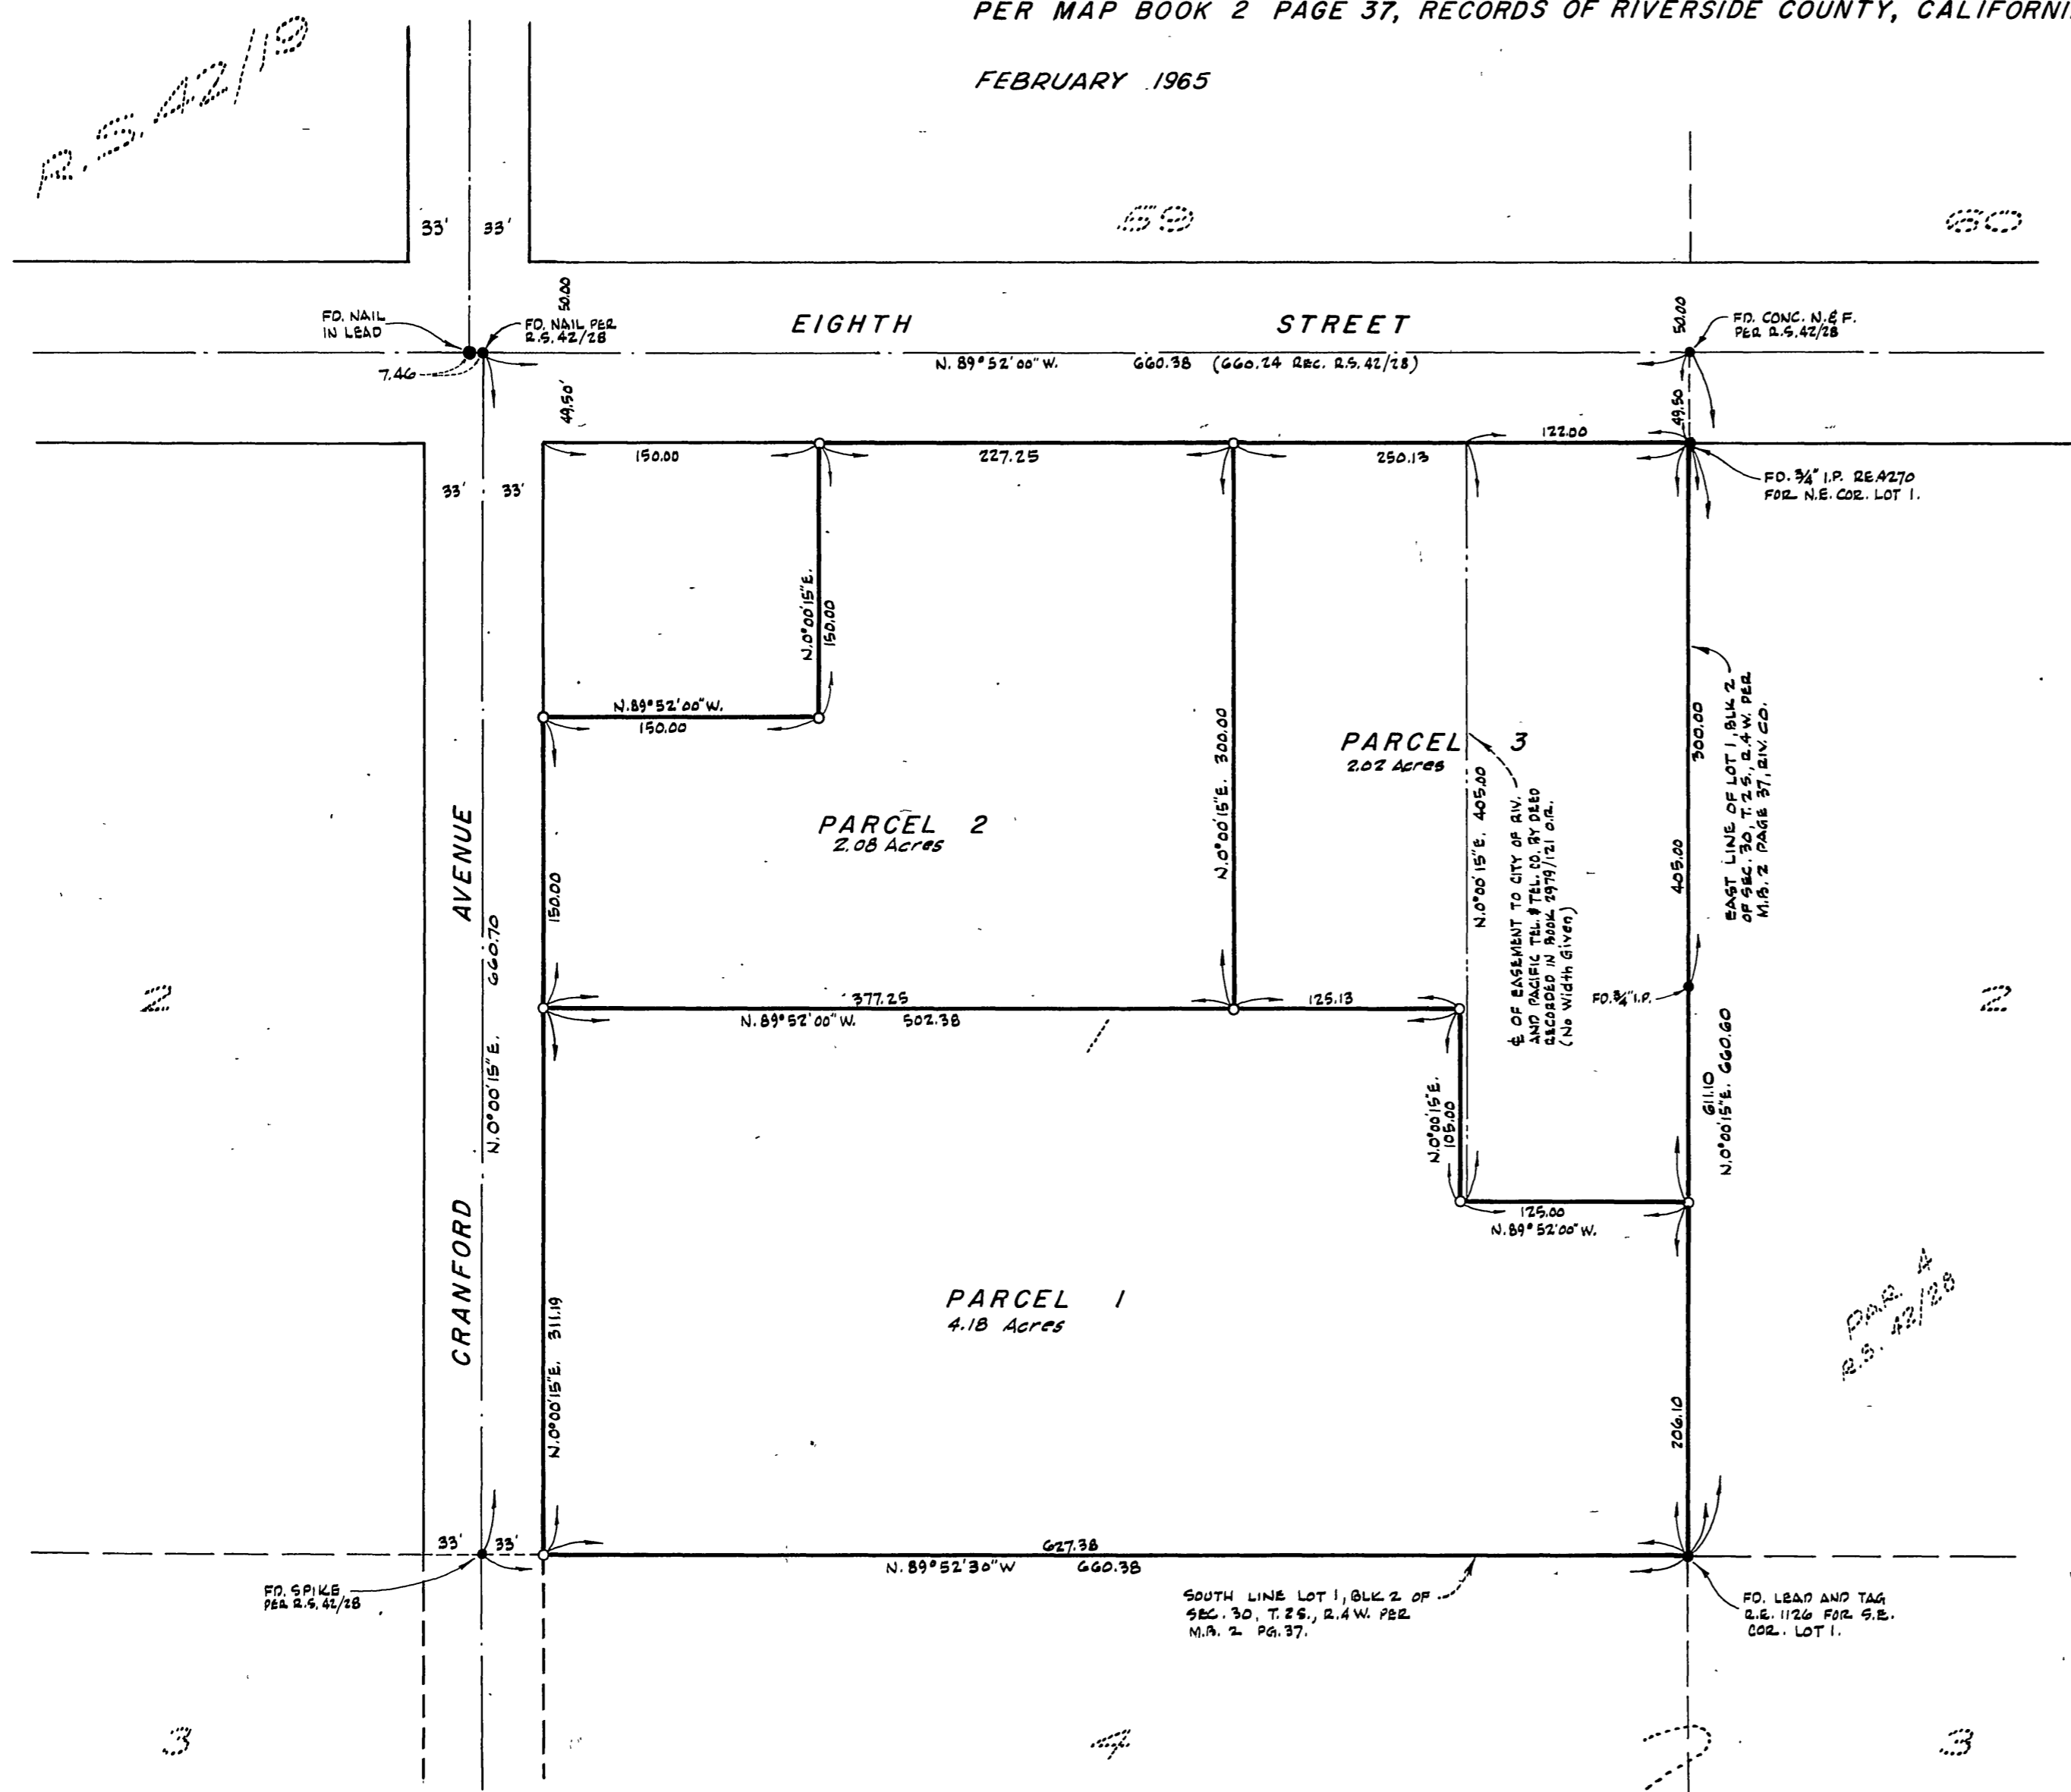 PER MAP BOOK 2 PAGE 37, RECORDS OF RIVERSIDE COUNTY, CALIFORNI
FEBRUARY 1965
R.S. 42/19
33' 33'
59
60
50.00
50.00
FD. NAIL
IN LEAD
FD. NAIL PER
R.S. 42/28
EIGHTH STREET
FD. CONC. N.& F.
PER R.S. 42/28
7.46
N. 89°52'00"W. 660.38 (660.24 REC. R.S. 42/28)
49.50'
49.50
150.00
227.25
250.13
122.00
FD. 3/4" I.P. RE.4270
FOR N.E. COR. LOT 1.
33' 33'
N.0°00'15"E.
150.00
N.89°52'00"W.
150.00
N.0°00'15"E. 300.00
PARCEL 3
2.02 Acres
N.0°00'15"E. 405.00
℄ OF EASEMENT TO CITY OF RIV.
AND PACIFIC TEL. & TEL. CO. BY DEED
RECORDED IN BOOK 2979/121 O.R.
(No Width Given)
300.00
405.00
EAST LINE OF LOT 1, BLK 2
OF SEC. 30, T.2S., R.4W. PER
M.B. 2 PAGE 37, RIV. CO.
PARCEL 2
2.08 Acres
CRANFORD AVENUE
N.0°00'15"E. 660.70
150.00
2
377.25
N.89°52'00"W. 502.38
125.13
1
FD. 3/4" I.P.
2
N.0°00'15"E.
105.00
611.10
N.0°00'15"E. 660.60
125.00
N.89°52'00"W.
PARCEL 1
4.18 Acres
PAR. A
R.S. 42/28
N.0°00'15"E. 311.19
206.10
33' 33'
627.38
N.89°52'30"W 660.38
FD. SPIKE
PER R.S. 42/28
SOUTH LINE LOT 1, BLK 2 OF
SEC. 30, T.2S., R.4W. PER
M.B. 2 PG. 37.
FD. LEAD AND TAG
R.E. 1126 FOR S.E.
COR. LOT 1.
3
4
3